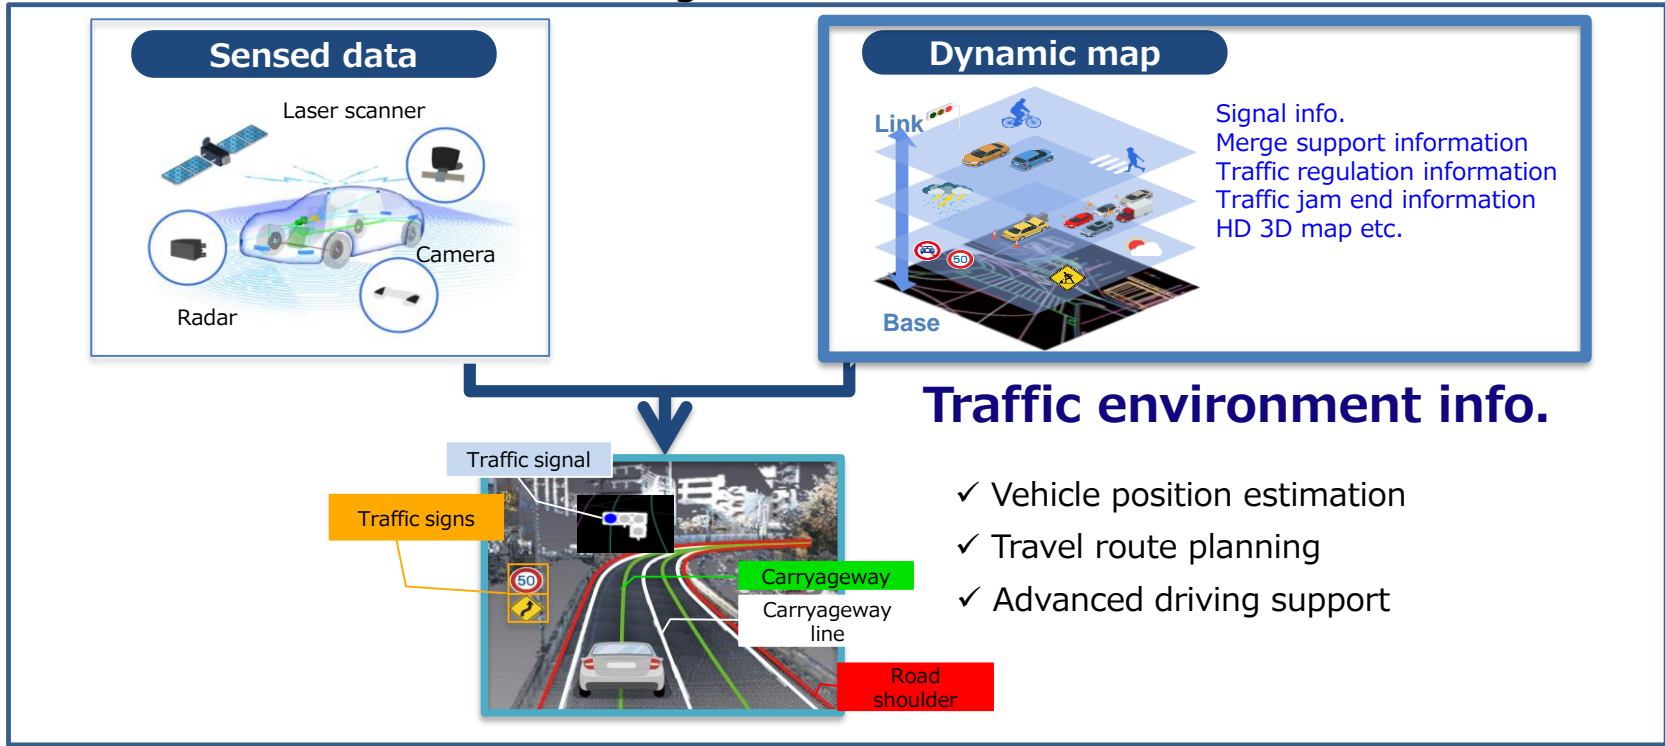 Sensed data
Laser scanner
Camera
Radar
Dynamic map
Link
Base
50
Signal info.
Merge support information
Traffic regulation information
Traffic jam end information
HD 3D map etc.
Traffic environment info.
✓ Vehicle position estimation
✓ Travel route planning
✓ Advanced driving support
Traffic signal
Traffic signs
50
Carryageway
Carryageway
line
Road
shoulder